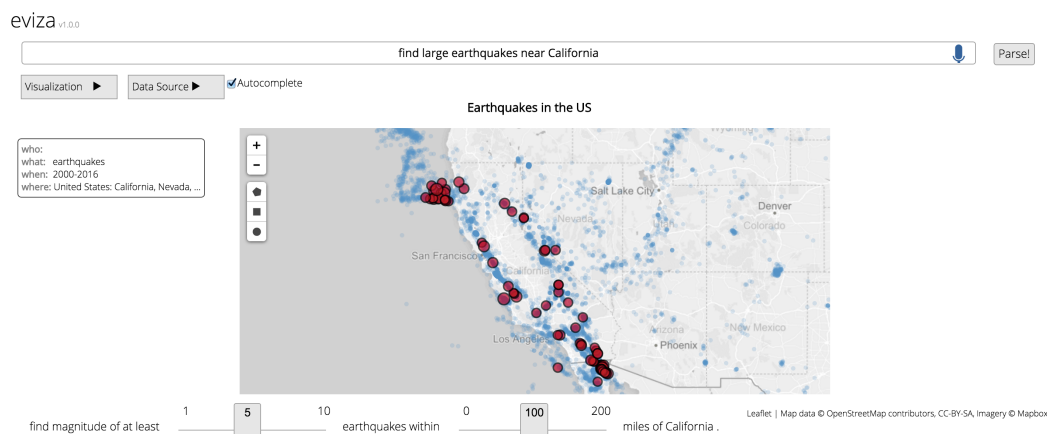 eviza v1.0.0
find large earthquakes near California
Parse!
Visualization ▶
Data Source ▶
Autocomplete
Earthquakes in the US
who:
what: earthquakes
when: 2000-2016
where: United States: California, Nevada, ...
+
−
Wyoming
Salt Lake City
Denver
Nevada
Colorado
San Francisco
California
Los Angeles
Arizona
New Mexico
Phoenix
1 5 10 0 100 200
find magnitude of at least earthquakes within miles of California .
Leaflet | Map data © OpenStreetMap contributors, CC-BY-SA, Imagery © Mapbox